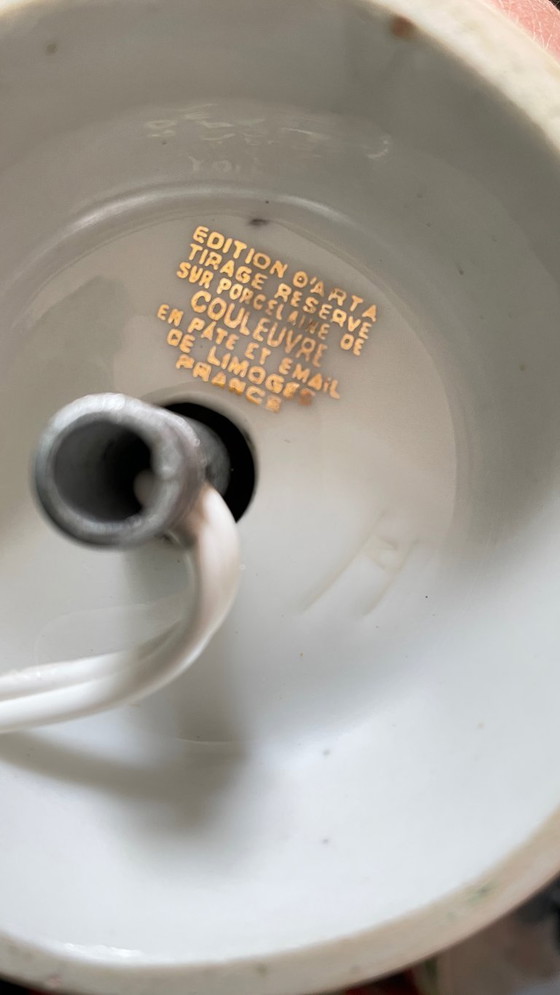 EDITION D'ARTA
TIRAGE RESERVE
SUR PORCELAINE DE
COULEUVRE
EN PATE ET EMAIL
DE LIMOGES
FRANCE